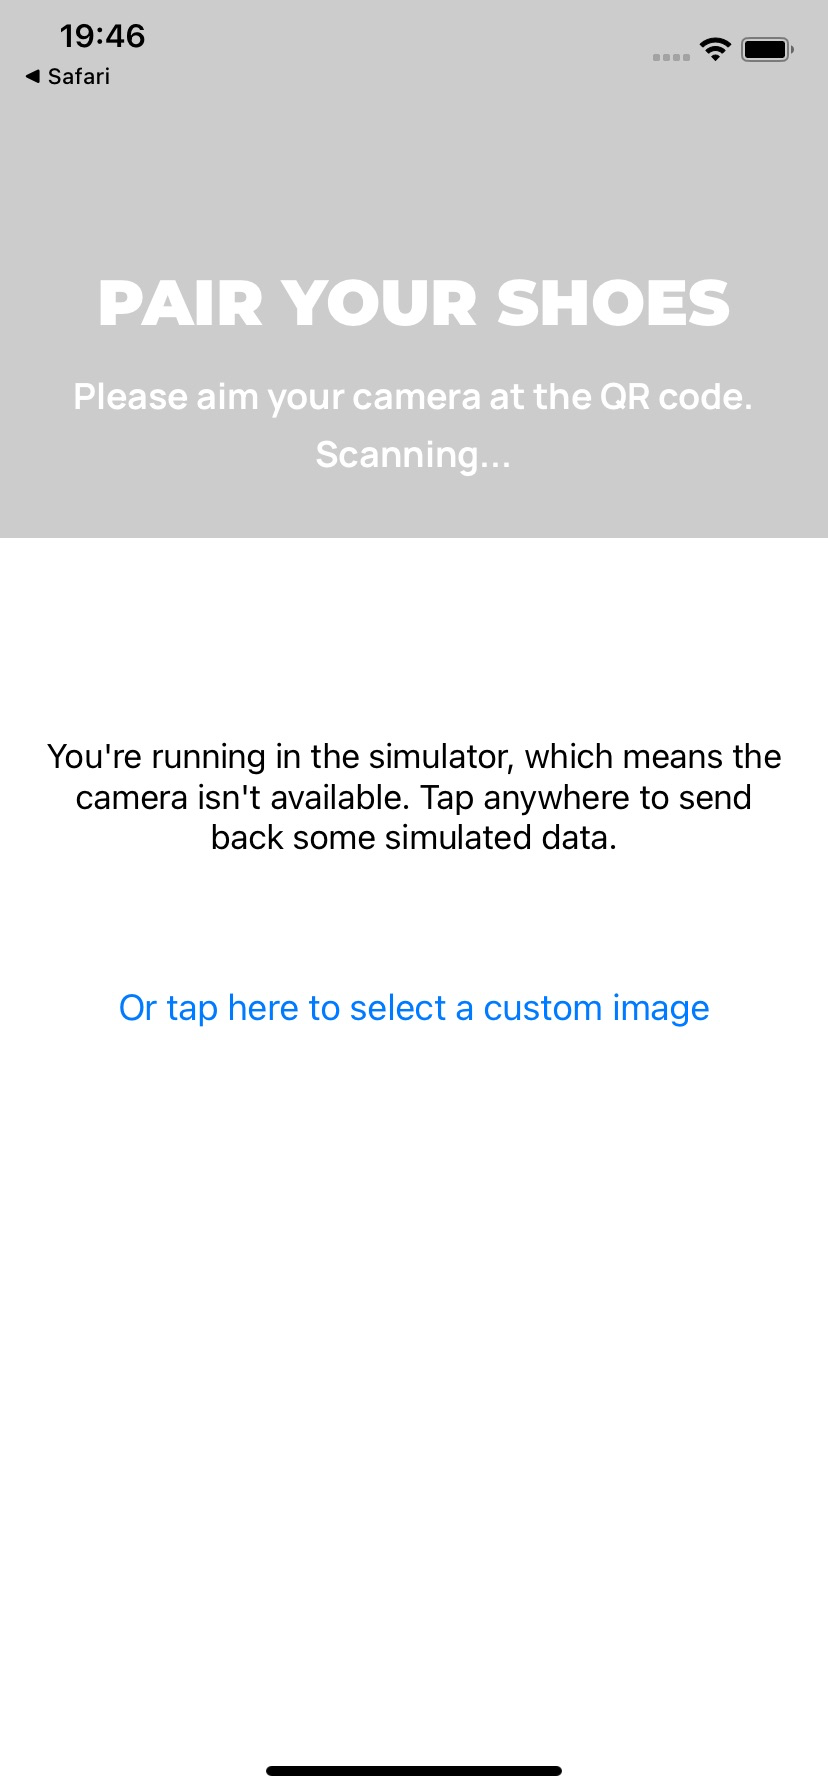 19:46
◀ Safari
PAIR YOUR SHOES
Please aim your camera at the QR code.
Scanning...
You're running in the simulator, which means the
camera isn't available. Tap anywhere to send
back some simulated data.
Or tap here to select a custom image